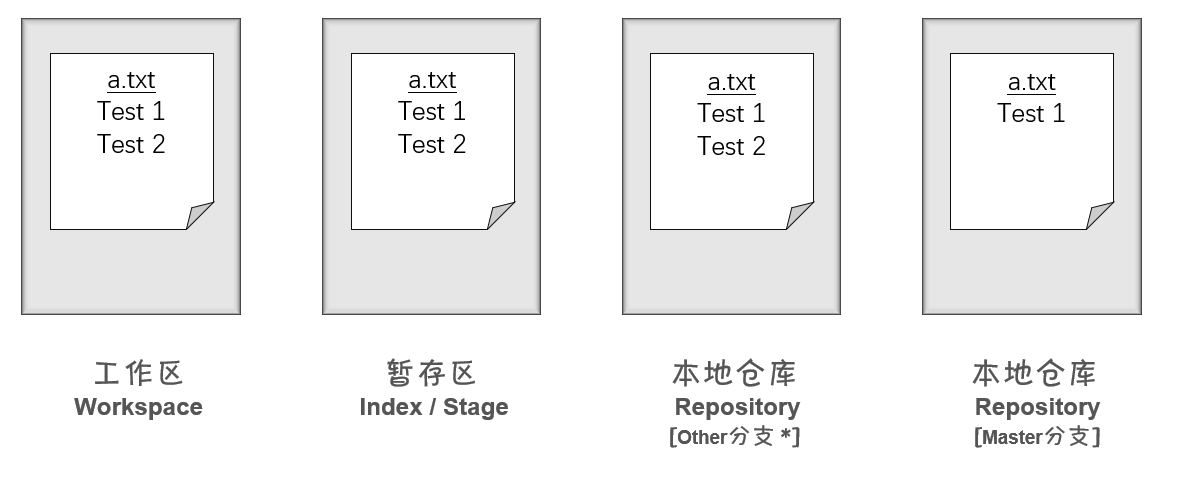 a.txt
Test 1
Test 2
a.txt
Test 1
Test 2
a.txt
Test 1
Test 2
a.txt
Test 1
工作区
Workspace
暂存区
Index / Stage
本地仓库
Repository
[Other分支 *]
本地仓库
Repository
[Master分支]